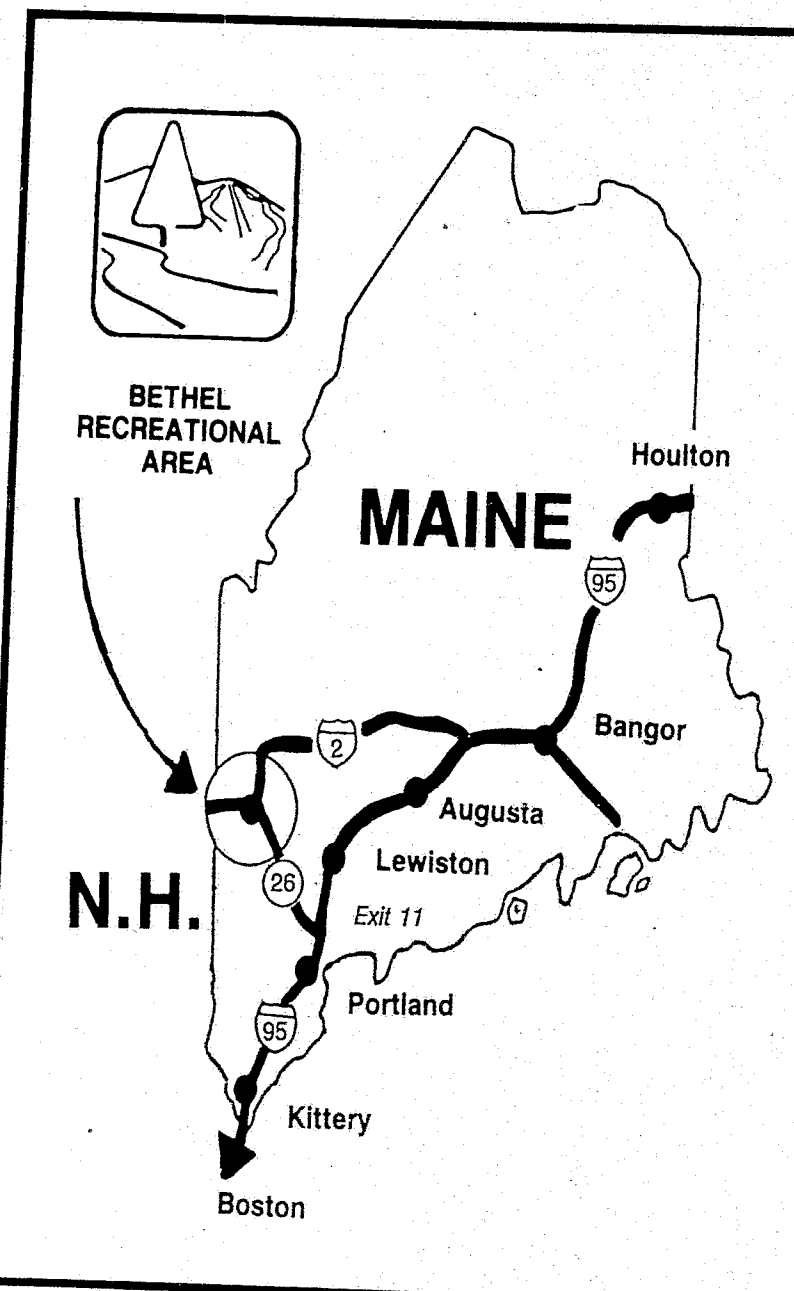 BETHEL
RECREATIONAL
AREA
Houlton
MAINE
95
Bangor
2
Augusta
Lewiston
26
N.H.
Exit 11
Portland
95
Kittery
Boston